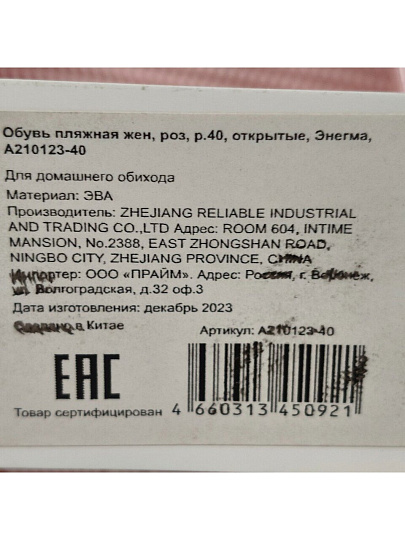 Обувь пляжная жен, роз, р.40, открытые, Энегма,
А210123-40
Для домашнего обихода
Материал: ЭВА
Производитель: ZHEJIANG RELIABLE INDUSTRIAL
AND TRADING CO.,LTD Адрес: ROOM 604, INTIME
MANSION, No.2388, EAST ZHONGSHAN ROAD,
NINGBO CITY, ZHEJIANG PROVINCE, CHINA
Импортер: ООО «ПРАЙМ». Адрес: Россия, г. Воронеж,
ул. Волгоградская, д.32 оф.3
Дата изготовления: декабрь 2023
Сделано в Китае
Артикул: А210123-40
EAC
Товар сертифицирован
4 660313 450921